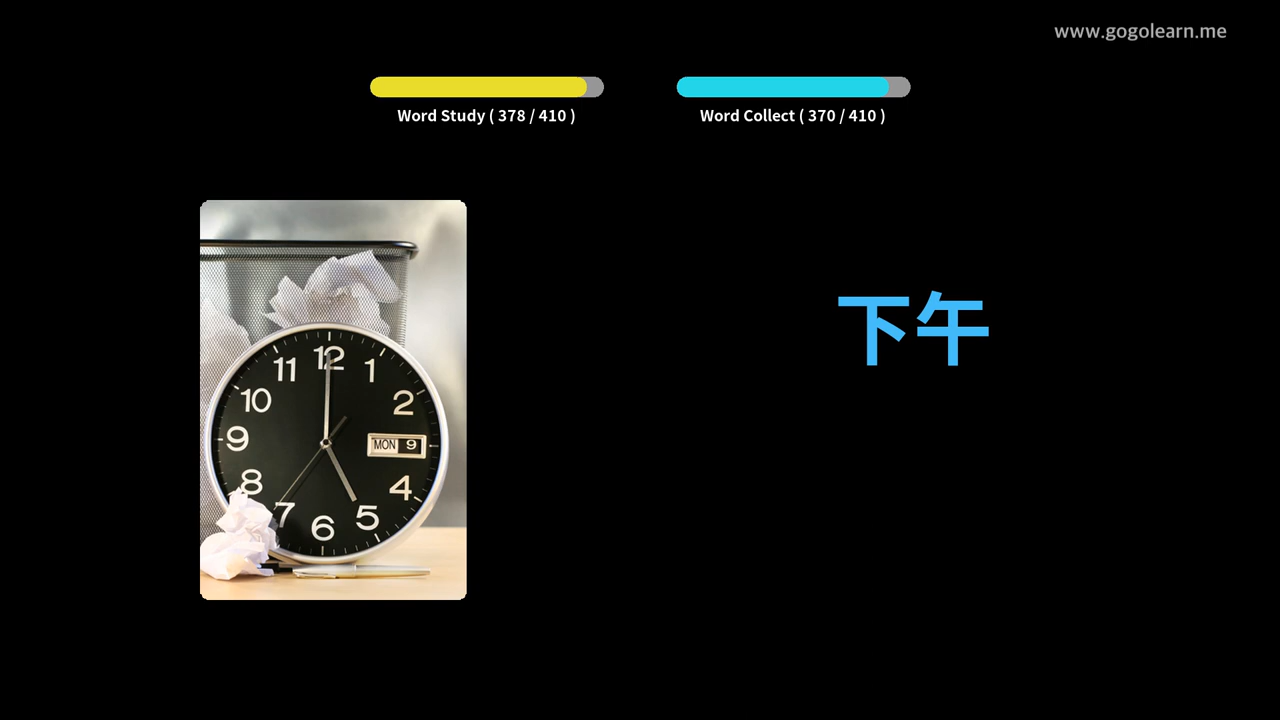 www.gogolearn.me
Word Study ( 378 / 410 )
Word Collect ( 370 / 410 )
下午
12
11
1
10
2
9
MON 9
8
4
7
5
6